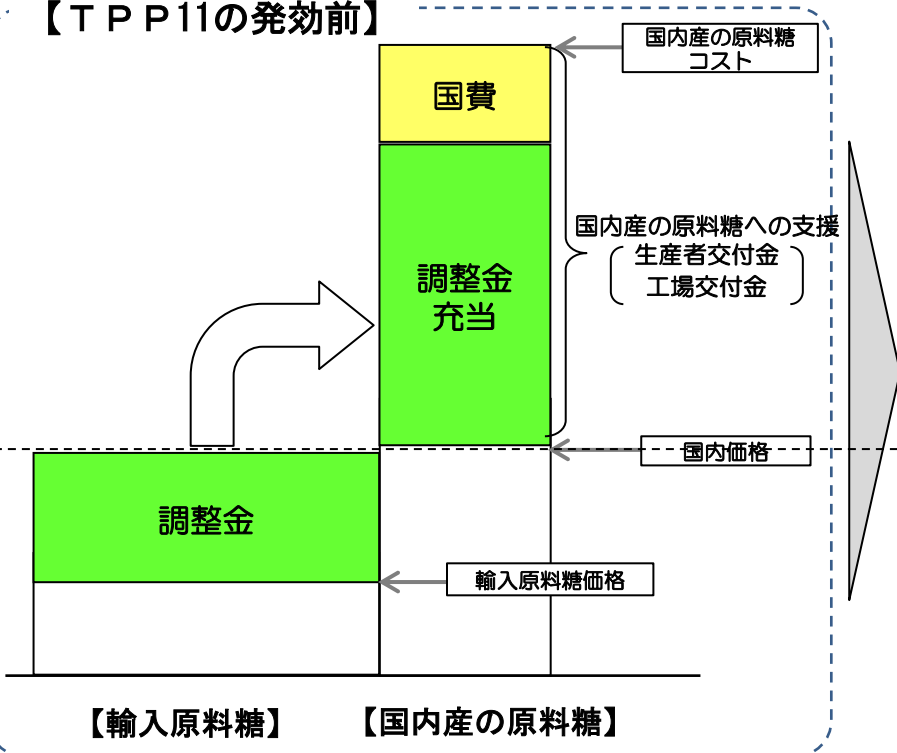 【ＴＰＰ11の発効前】
国内産の原料糖
コスト
国費
国内産の原料糖への支援
生産者交付金
工場交付金
調整金
充当
国内価格
調整金
輸入原料糖価格
【輸入原料糖】
【国内産の原料糖】